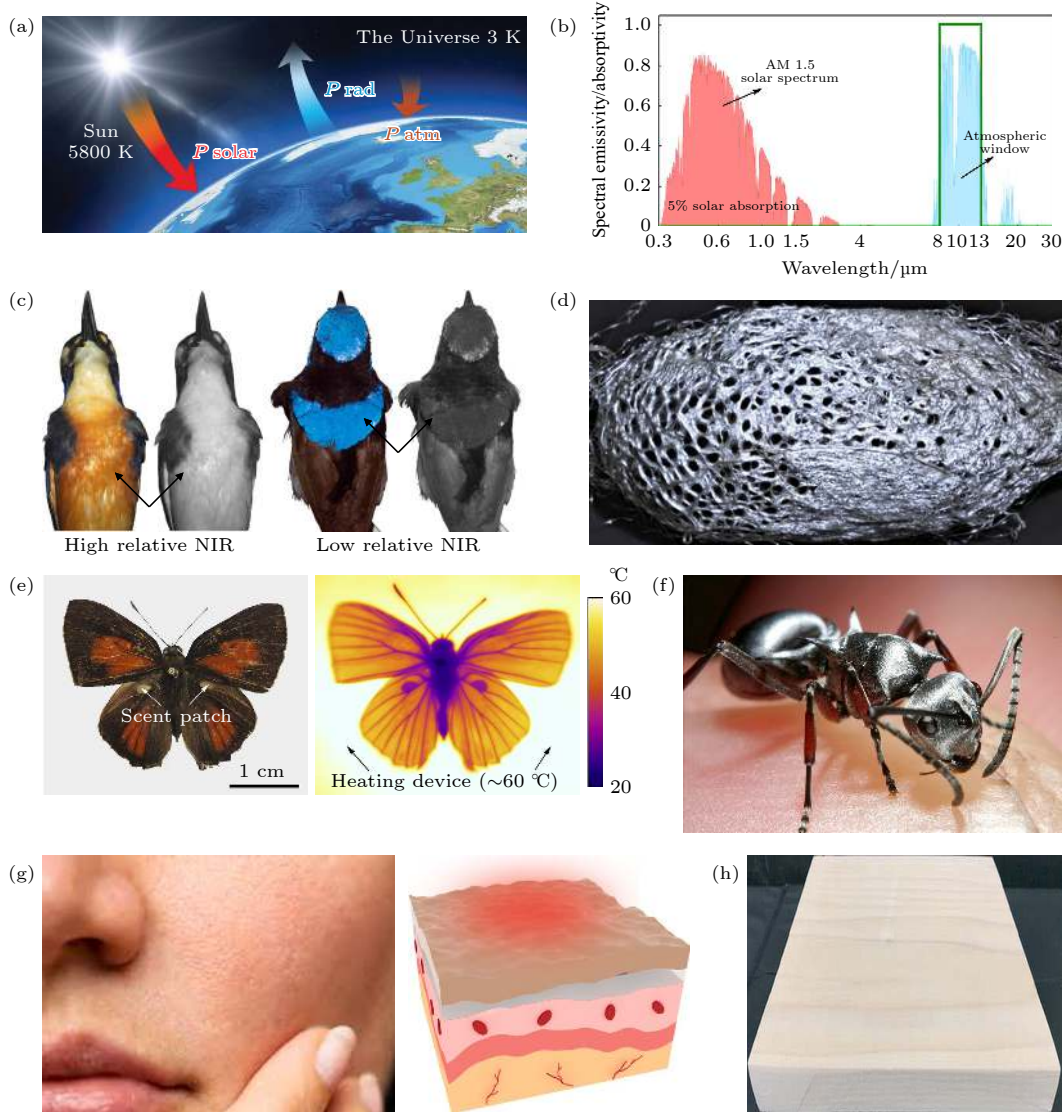 (a)
The Universe 3 K
P rad
P atm
Sun
5800 K
P solar
(b)
Spectral emissivity/absorptivity
1.0
0.8
0.6
0.4
0.2
0
AM 1.5
solar spectrum
Atmospheric
window
5% solar absorption
0.3 0.6 1.0 1.5 4 8 10 13 20 30
Wavelength/μm
(c)
High relative NIR
Low relative NIR
(d)
(e)
Scent patch
1 cm
Heating device (~60 ℃)
℃
60
40
20
(f)
(g)
(h)